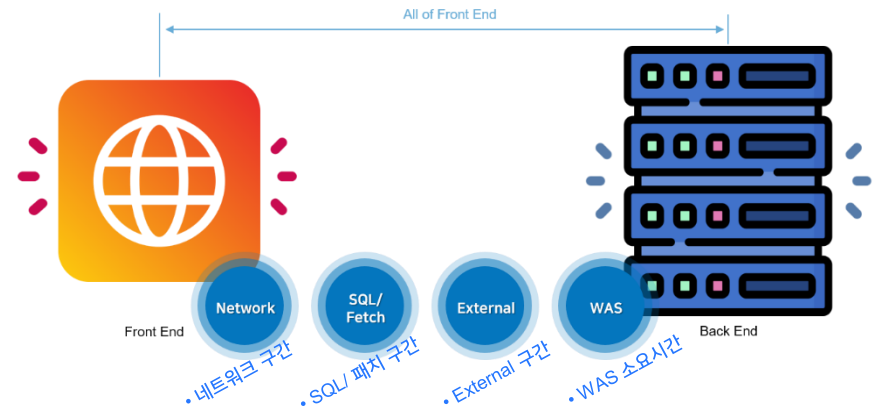 All of Front End
Network
SQL/
Fetch
External
WAS
Front End
Back End
• 네트워크 구간
• SQL/ 패치 구간
• External 구간
• WAS 소요시간